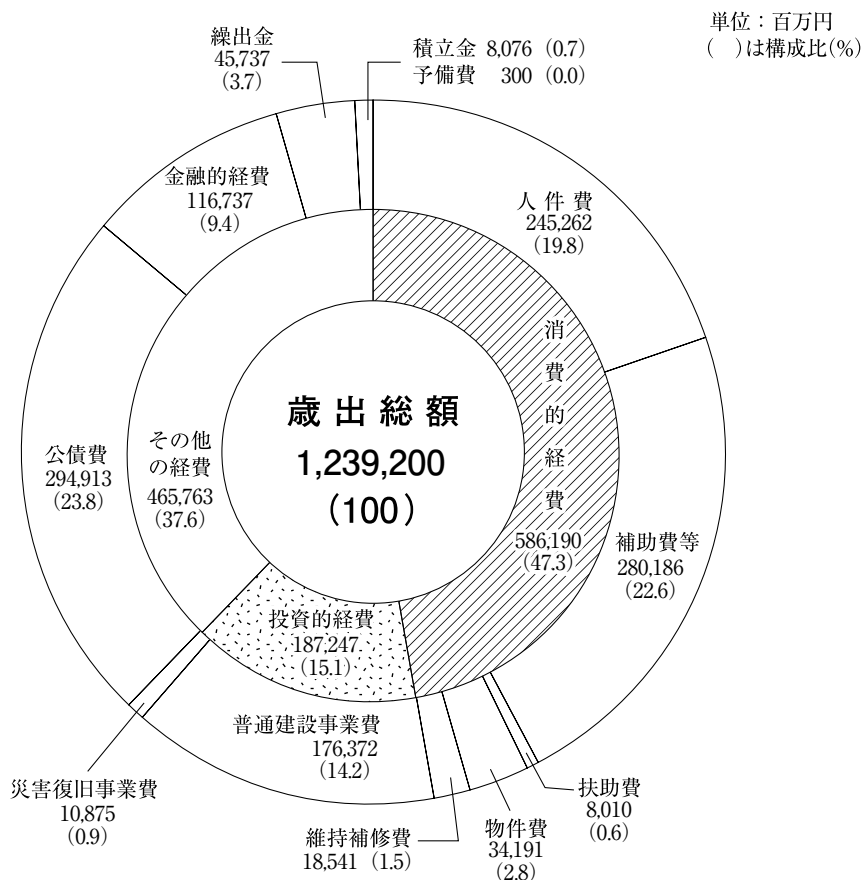 単位：百万円
(　)は構成比(%)
繰出金
45,737
(3.7)
積立金 8,076 (0.7)
予備費 300 (0.0)
金融的経費
116,737
(9.4)
人件費
245,262
(19.8)
消費的経費
586,190
(47.3)
歳出総額
1,239,200
(100)
その他
の経費
465,763
(37.6)
公債費
294,913
(23.8)
補助費等
280,186
(22.6)
投資的経費
187,247
(15.1)
普通建設事業費
176,372
(14.2)
災害復旧事業費
10,875
(0.9)
維持補修費
18,541 (1.5)
物件費
34,191
(2.8)
扶助費
8,010
(0.6)